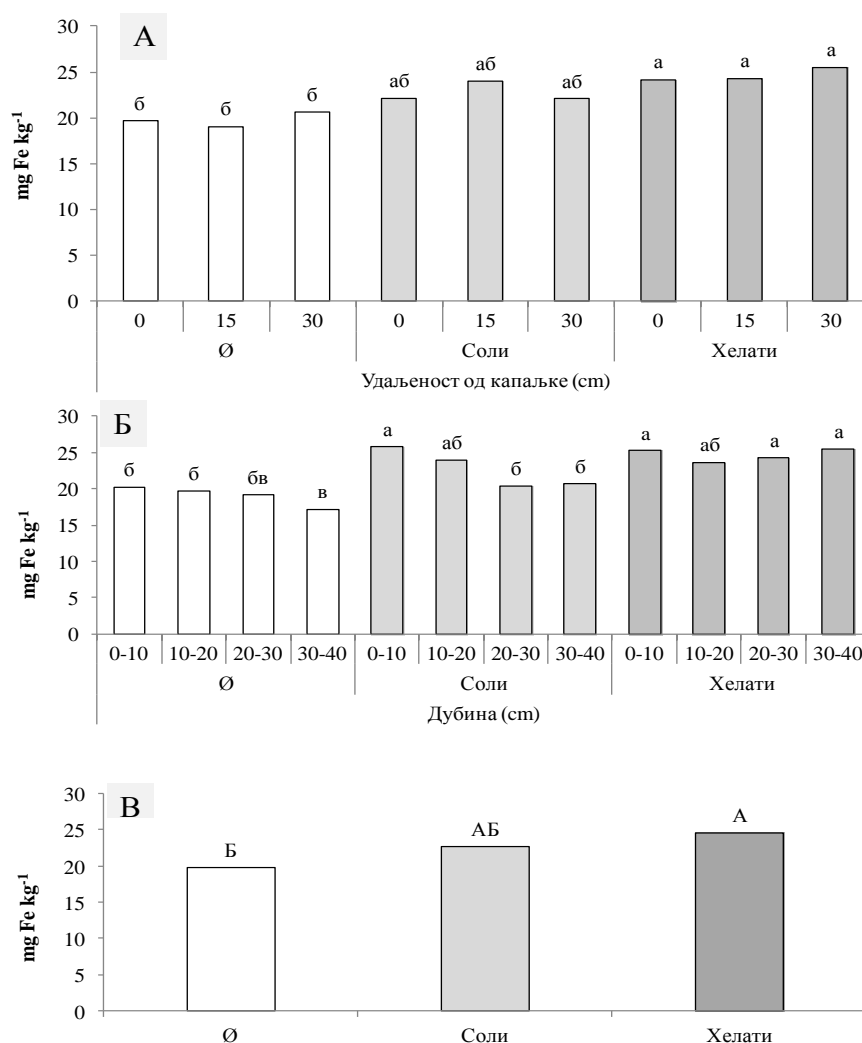 А
mg Fe kg-1
30
25
20
15
10
5
0
б б б аб аб аб а а а
0 15 30 0 15 30 0 15 30
Ø Соли Хелати
Удаљеност од капаљке (cm)
Б
mg Fe kg-1
30
25
20
15
10
5
0
б б бв в а аб б б а аб а а
0-10 10-20 20-30 30-40 0-10 10-20 20-30 30-40 0-10 10-20 20-30 30-40
Ø Соли Хелати
Дубина (cm)
В
mg Fe kg-1
30
25
20
15
10
5
0
Б АБ А
Ø Соли Хелати